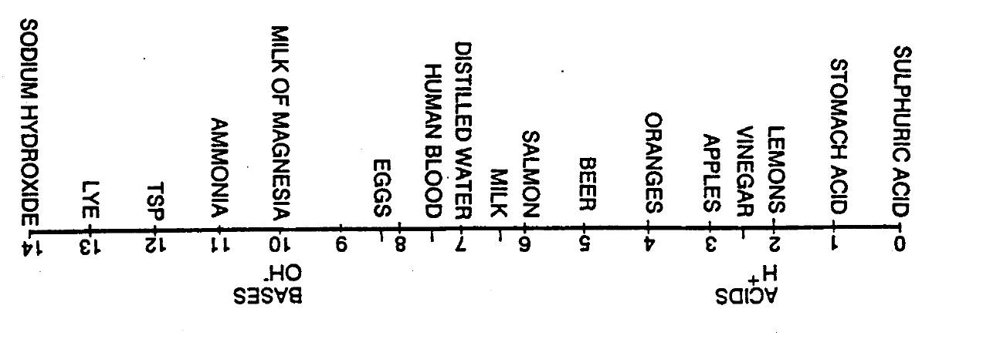 SODIUM HYDROXIDE
LYE
TSP
AMMONIA
MILK OF MAGNESIA
EGGS
HUMAN BLOOD
DISTILLED WATER
MILK
SALMON
BEER
ORANGES
APPLES
VINEGAR
LEMONS
STOMACH ACID
SULPHURIC ACID
14 13 12 11 10 9 8 7 6 5 4 3 2 1 0
OH-
H+
BASES
ACIDS